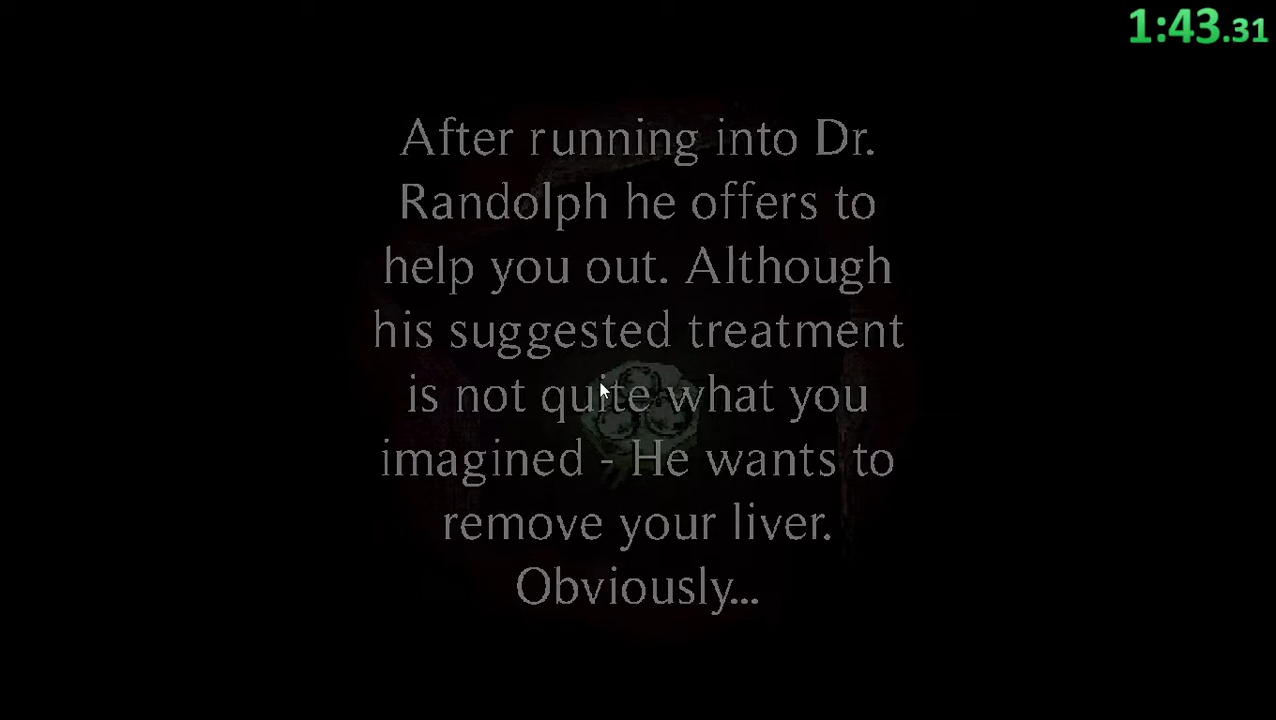 1:43.31
After running into Dr.
Randolph he offers to
help you out. Although
his suggested treatment
is not quite what you
imagined - He wants to
remove your liver.
Obviously...